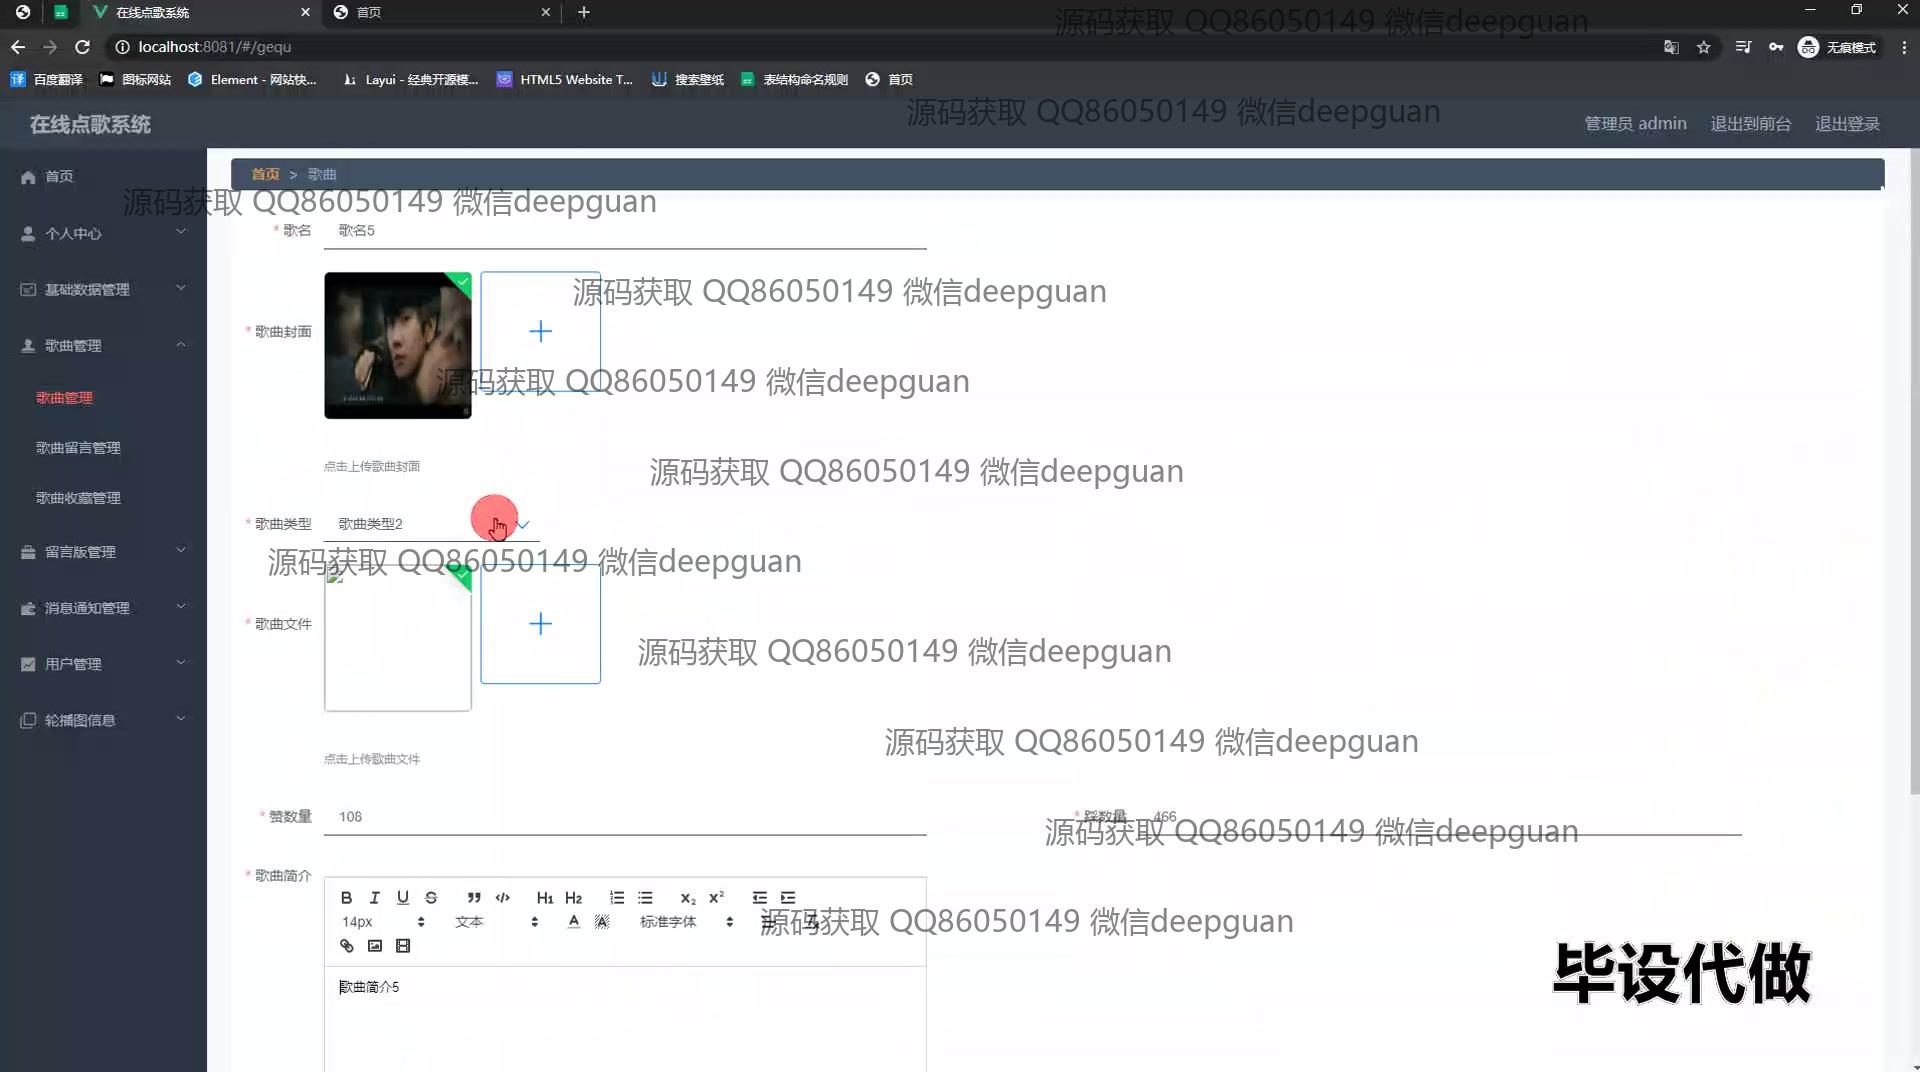 在线点歌系统
首页
源码获取 QQ86050149 微信deepguan
localhost:8081/#/gequ
无痕模式
百度翻译
图标网站
Element - 网站快...
Layui - 经典开源模...
HTML5 Website T...
搜索壁纸
表结构命名规则
首页
源码获取 QQ86050149 微信deepguan
在线点歌系统
管理员 admin
退出到前台
退出登录
首页
首页 > 歌曲
源码获取 QQ86050149 微信deepguan
* 歌名 歌名5
个人中心
基础数据管理
源码获取 QQ86050149 微信deepguan
* 歌曲封面
歌曲管理
源码获取 QQ86050149 微信deepguan
歌曲管理
歌曲留言管理
点击上传歌曲封面
源码获取 QQ86050149 微信deepguan
歌曲收藏管理
* 歌曲类型 歌曲类型2
留言版管理
源码获取 QQ86050149 微信deepguan
消息通知管理
* 歌曲文件
源码获取 QQ86050149 微信deepguan
用户管理
轮播图信息
源码获取 QQ86050149 微信deepguan
点击上传歌曲文件
* 赞数量 108
* 踩数量 466
源码获取 QQ86050149 微信deepguan
* 歌曲简介
B I U S H1 H2 x₂ x²
14px 文本 A A 标准字体
源码获取 QQ86050149 微信deepguan
歌曲简介5
毕设代做